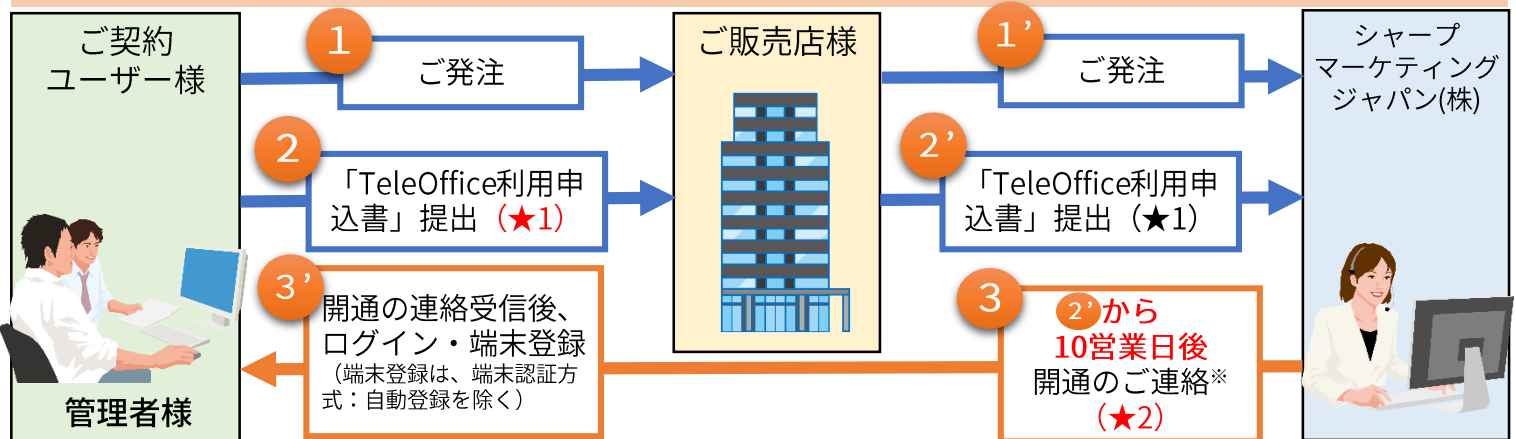 ご契約
ユーザー様
管理者様
1
ご発注
2
「TeleOffice利用申
込書」提出（★1）
3’
開通の連絡受信後、
ログイン・端末登録
（端末登録は、端末認証方
式：自動登録を除く）
ご販売店様
1’
ご発注
2’
「TeleOffice利用申
込書」提出（★1）
3
2’から
10営業日後
開通のご連絡※
（★2）
シャープ
マーケティング
ジャパン(株)